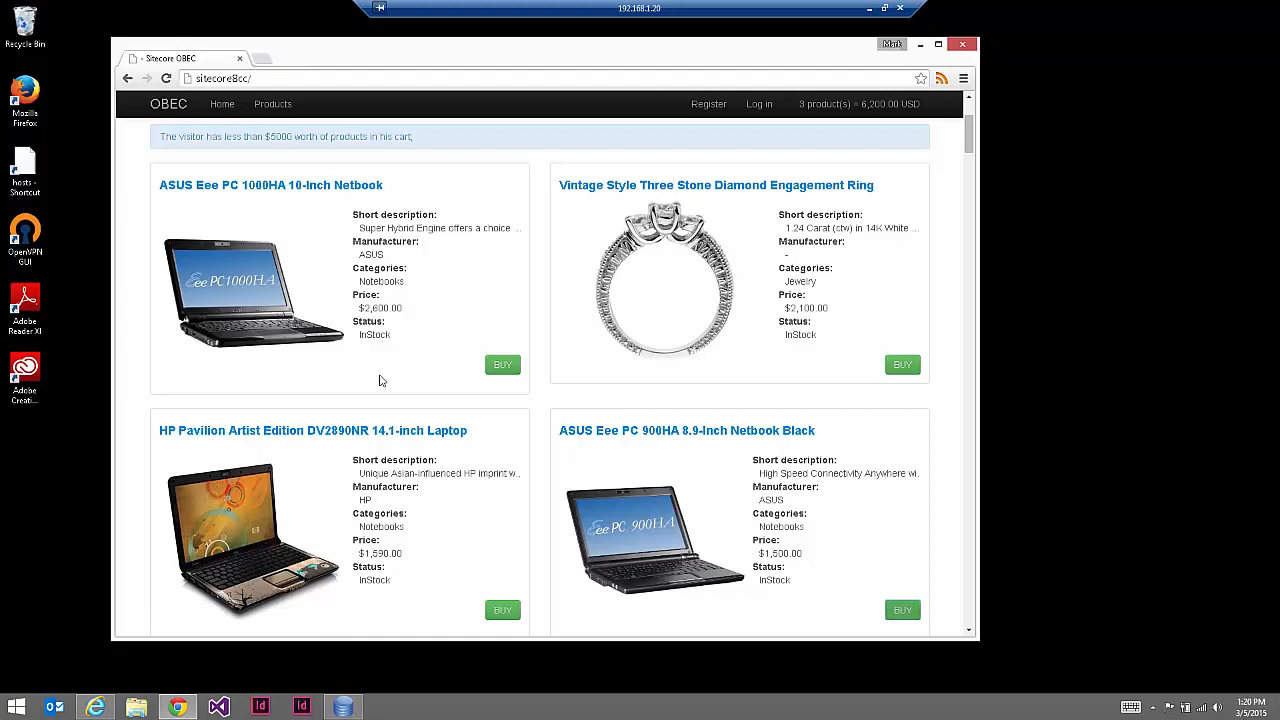 192.168.1.20
Recycle Bin
Mozilla
Firefox
hosts -
Shortcut
OpenVPN
GUI
Adobe
Reader XI
Adobe
Creati...
Mark
- Sitecore OBEC
sitecore8cc/
OBEC Home Products Register Log in 3 product(s) = 6,200.00 USD
The visitor has less than $5000 worth of products in his cart;
ASUS Eee PC 1000HA 10-Inch Netbook
Eee PC1000HA
Short description:
Super Hybrid Engine offers a choice ...
Manufacturer:
ASUS
Categories:
Notebooks
Price:
$2,600.00
Status:
InStock
BUY
Vintage Style Three Stone Diamond Engagement Ring
Short description:
1.24 Carat (ctw) in 14K White ...
Manufacturer:
-
Categories:
Jewelry
Price:
$2,100.00
Status:
InStock
BUY
HP Pavilion Artist Edition DV2890NR 14.1-inch Laptop
Short description:
Unique Asian-influenced HP imprint w...
Manufacturer:
HP
Categories:
Notebooks
Price:
$1,590.00
Status:
InStock
BUY
ASUS Eee PC 900HA 8.9-Inch Netbook Black
Eee PC 900HA
Short description:
High Speed Connectivity Anywhere wi...
Manufacturer:
ASUS
Categories:
Notebooks
Price:
$1,500.00
Status:
InStock
BUY
Id
Id
1:20 PM
3/5/2015